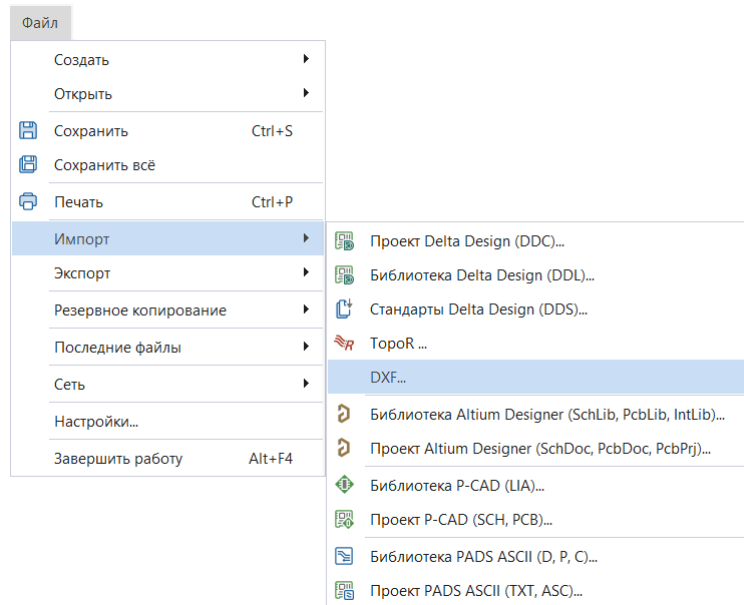 Файл
Создать
Открыть
Сохранить Ctrl+S
Сохранить всё
Печать Ctrl+P
Импорт
Экспорт
Резервное копирование
Последние файлы
Сеть
Настройки...
Завершить работу Alt+F4
Проект Delta Design (DDC)...
Библиотека Delta Design (DDL)...
Стандарты Delta Design (DDS)...
TopoR ...
DXF...
Библиотека Altium Designer (SchLib, PcbLib, IntLib)...
Проект Altium Designer (SchDoc, PcbDoc, PcbPrj)...
Библиотека P-CAD (LIA)...
Проект P-CAD (SCH, PCB)...
Библиотека PADS ASCII (D, P, C)...
Проект PADS ASCII (TXT, ASC)...